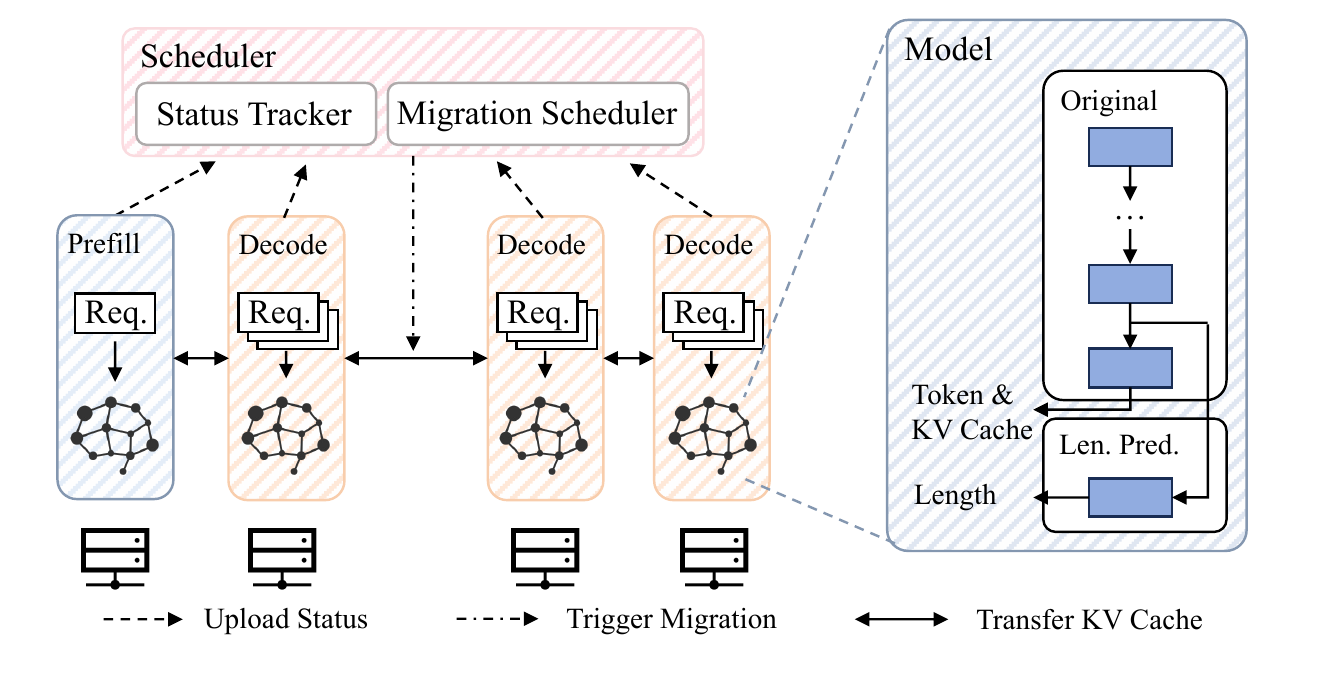 Scheduler
Status Tracker
Migration Scheduler
Prefill
Req.
Decode
Req.
Decode
Req.
Decode
Req.
Model
Original
...
Token &
KV Cache
Len. Pred.
Length
Upload Status
Trigger Migration
Transfer KV Cache